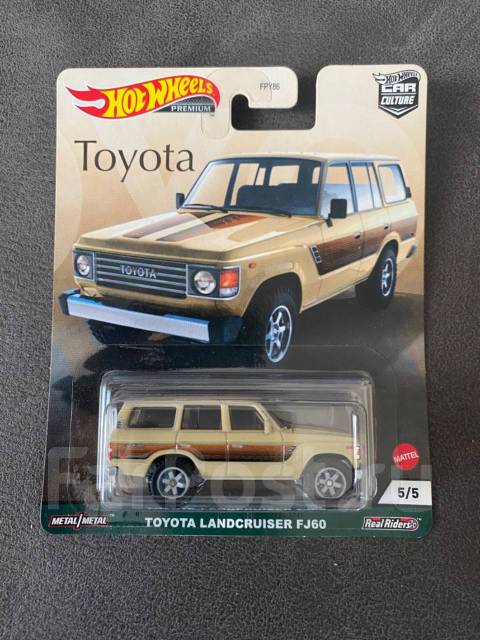 HOT WHEELS
PREMIUM
FPY86
Hot Wheels
CAR
CULTURE
Toyota
TOYOTA
MATTEL
5/5
METAL/METAL™
TOYOTA LANDCRUISER FJ60
Real Riders